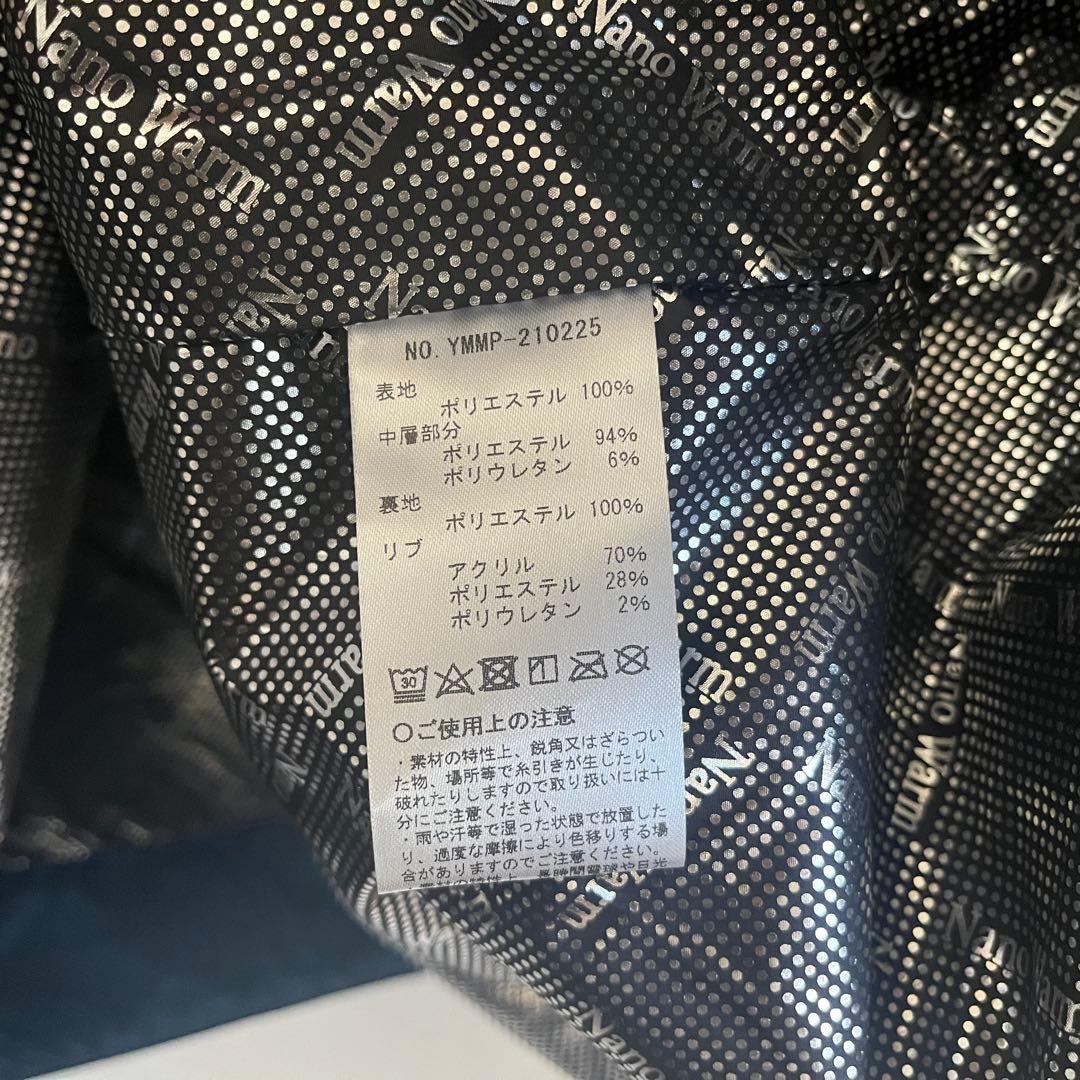 Nano Warm
Warm
Nano Warm
Nano
Nano Warm
NO. YMMP-210225
表地
ポリエステル 100%
中層部分
ポリエステル 94%
ポリウレタン 6%
裏地
ポリエステル 100%
リブ
アクリル 70%
ポリエステル 28%
ポリウレタン 2%
30
〇ご使用上の注意
・素材の特性上、鋭角又はざらつい
た物、場所等で糸引きが生じたり、
破れたりしますので取り扱いには十
分にご注意ください。
・雨や汗等で湿った状態で放置した
り、過度な摩擦により色移りする場
合がありますのでご注意ください。
Warm
Nano Warm
Nano
Nano